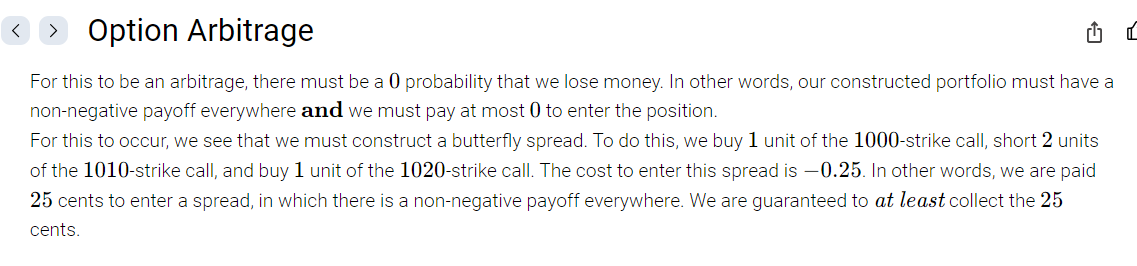 Option Arbitrage
For this to be an arbitrage, there must be a 0 probability that we lose money. In other words, our constructed portfolio must have a
non-negative payoff everywhere and we must pay at most 0 to enter the position.
For this to occur, we see that we must construct a butterfly spread. To do this, we buy 1 unit of the 1000-strike call, short 2 units
of the 1010-strike call, and buy 1 unit of the 1020-strike call. The cost to enter this spread is −0.25. In other words, we are paid
25 cents to enter a spread, in which there is a non-negative payoff everywhere. We are guaranteed to at least collect the 25
cents.